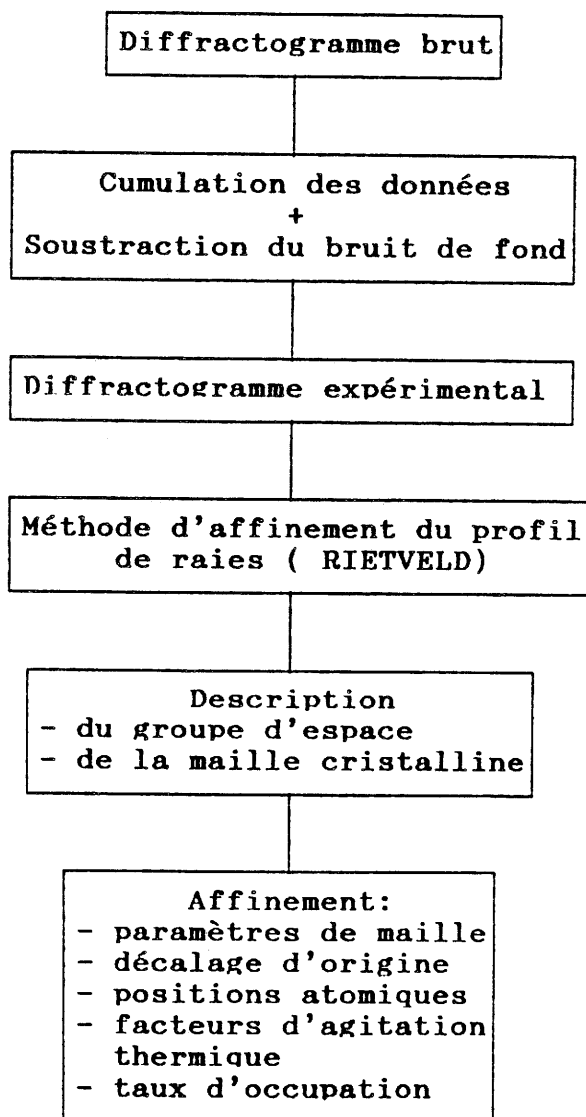 Diffractogramme brut
Cumulation des données
+
Soustraction du bruit de fond
Diffractogramme expérimental
Méthode d'affinement du profil
de raies ( RIETVELD)
Description
- du groupe d'espace
- de la maille cristalline
Affinement:
- paramètres de maille
- décalage d'origine
- positions atomiques
- facteurs d'agitation
thermique
- taux d'occupation